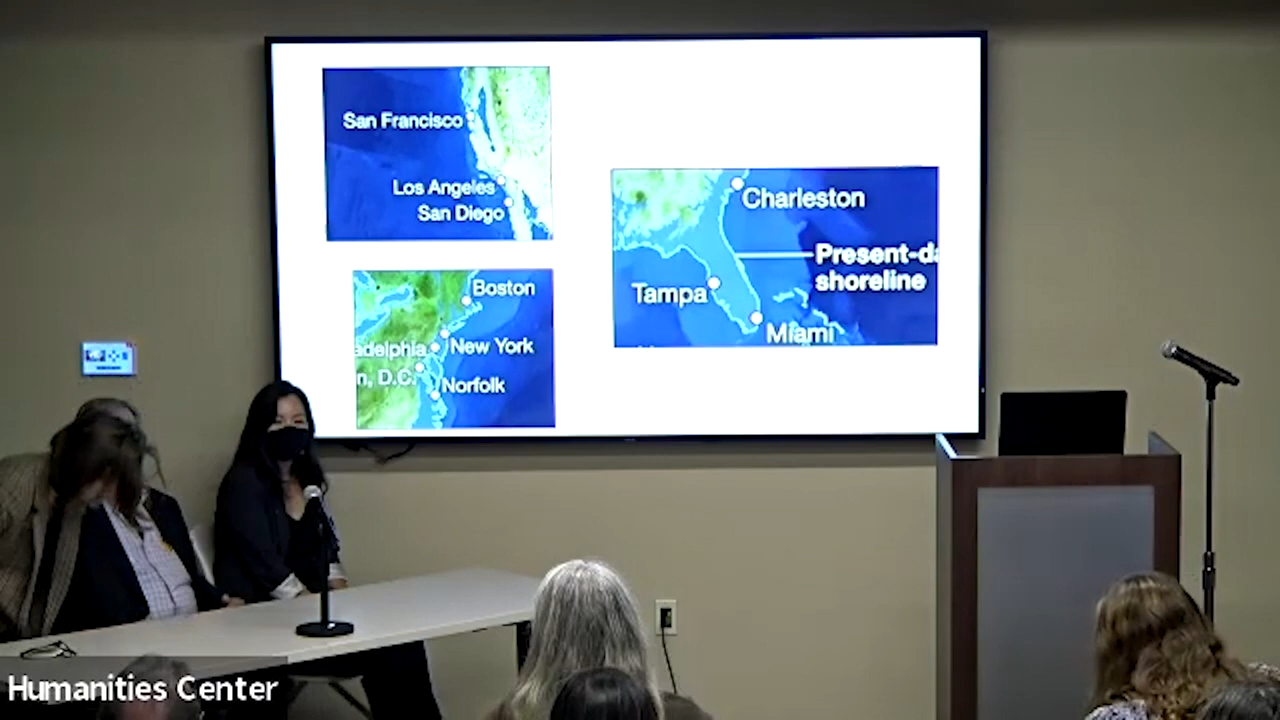 San Francisco
Los Angeles
San Diego
Boston
adelphia
New York
n, D.C.
Norfolk
Charleston
Present-da
shoreline
Tampa
Miami
Humanities Center